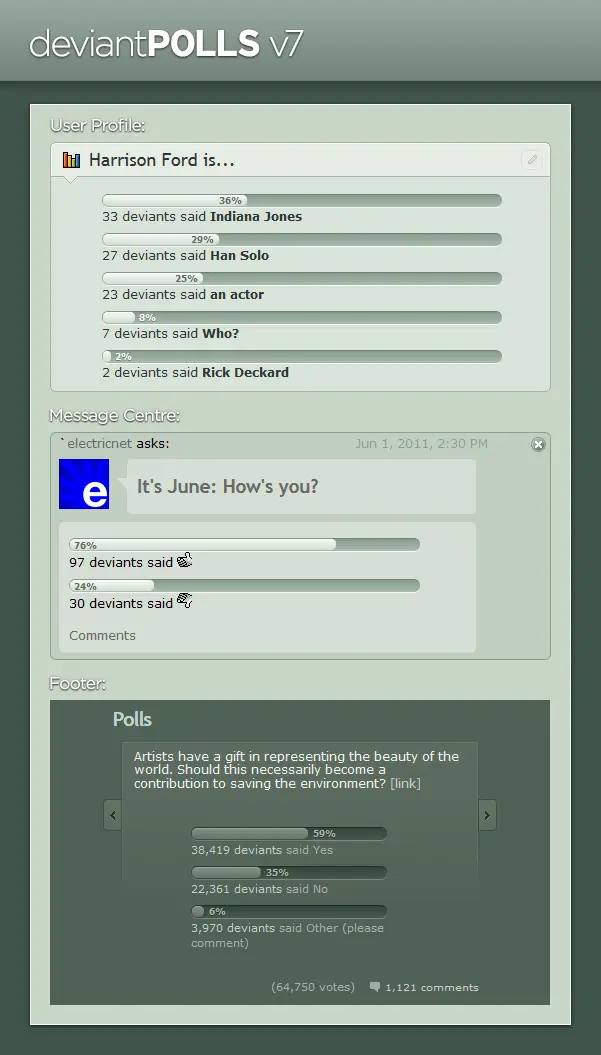 deviantPOLLS v7
User Profile:
Harrison Ford is...
36%
33 deviants said Indiana Jones
29%
27 deviants said Han Solo
25%
23 deviants said an actor
8%
7 deviants said Who?
2%
2 deviants said Rick Deckard
Message Centre:
`electricnet asks: Jun 1, 2011, 2:30 PM
e
It's June: How's you?
76%
97 deviants said
24%
30 deviants said
Comments
Footer:
Polls
Artists have a gift in representing the beauty of the
world. Should this necessarily become a
contribution to saving the environment? [link]
59%
38,419 deviants said Yes
35%
22,361 deviants said No
6%
3,970 deviants said Other (please
comment)
(64,750 votes) 1,121 comments